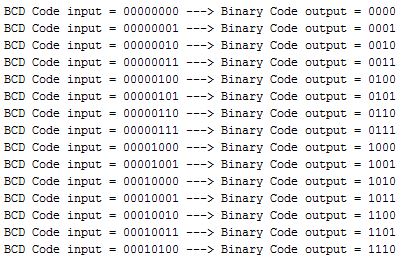 BCD Code input = 00000000 ---> Binary Code output = 0000
BCD Code input = 00000001 ---> Binary Code output = 0001
BCD Code input = 00000010 ---> Binary Code output = 0010
BCD Code input = 00000011 ---> Binary Code output = 0011
BCD Code input = 00000100 ---> Binary Code output = 0100
BCD Code input = 00000101 ---> Binary Code output = 0101
BCD Code input = 00000110 ---> Binary Code output = 0110
BCD Code input = 00000111 ---> Binary Code output = 0111
BCD Code input = 00001000 ---> Binary Code output = 1000
BCD Code input = 00001001 ---> Binary Code output = 1001
BCD Code input = 00010000 ---> Binary Code output = 1010
BCD Code input = 00010001 ---> Binary Code output = 1011
BCD Code input = 00010010 ---> Binary Code output = 1100
BCD Code input = 00010011 ---> Binary Code output = 1101
BCD Code input = 00010100 ---> Binary Code output = 1110